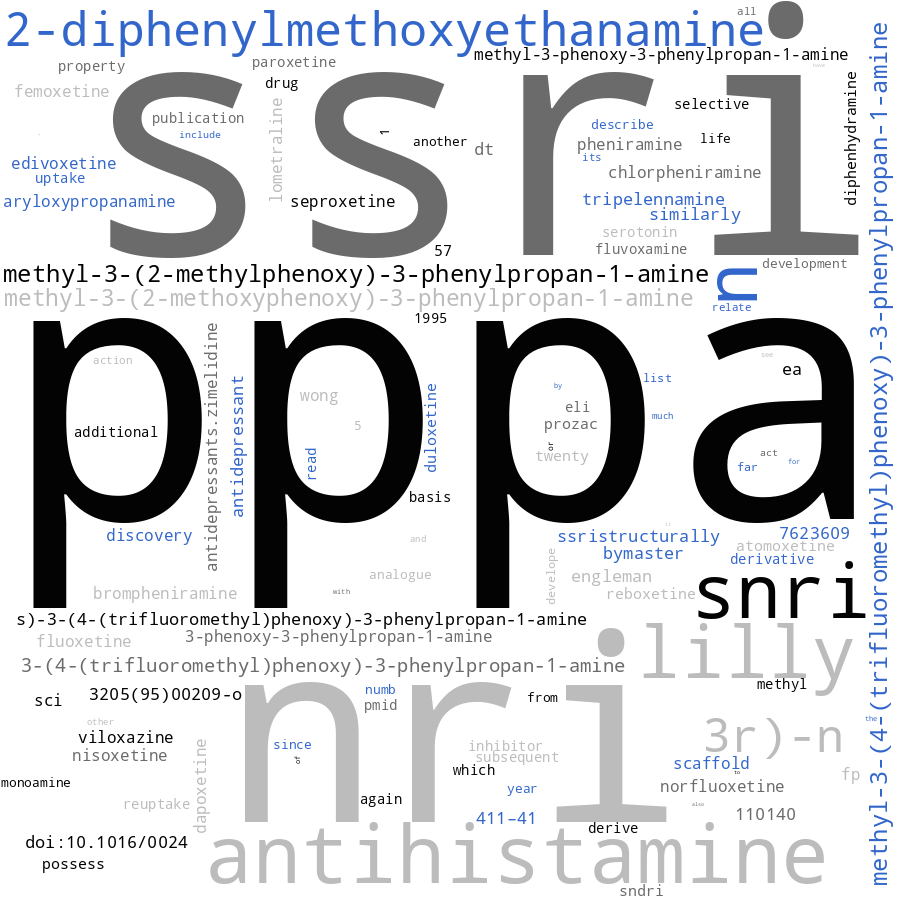 2-diphenylmethoxyethanamine
all
methyl-3-phenoxy-3-phenylpropan-1-amine
property
paroxetine
ssri
drug
femoxetine
publication
include
lometraline
1
another
dt
selective
describe
life
pheniramine
its
chlorpheniramine
diphenhydramine
edivoxetine
uptake
aryloxypropanamine
seproxetine
tripelennamine
similarly
serotonin
fluvoxamine
57
development
methyl-3-(2-methylphenoxy)-3-phenylpropan-1-amine
n
methyl-3-(2-methoxyphenoxy)-3-phenylpropan-1-amine
relate
1995
methyl-3-(4-(trifluoromethyl)phenoxy)-3-phenylpropan-1-amine
pppa
action
additional
antidepressants.zimelidine
antidepressant
wong
5
read
duloxetine
by
eli
prozac
or
twenty
list
much
see
ea
act
far
for
basis
discovery
and
analogue
with
brompheniramine
ssristructurally
bymaster
7623609
atomoxetine
derivative
develope
engleman
reboxetine
snri
s)-3-(4-(trifluoromethyl)phenoxy)-3-phenylpropan-1-amine
fluoxetine
3-phenoxy-3-phenylpropan-1-amine
3-(4-(trifluoromethyl)phenoxy)-3-phenylpropan-1-amine
lilly
methyl
sci
3205(95)00209-o
nri
numb
pmid
from
other
viloxazine
nisoxetine
since
of
inhibitor
subsequent
which
3r)-n
the
scaffold
to
fp
monoamine
reuptake
dapoxetine
again
year
norfluoxetine
also
110140
411–41
derive
doi:10.1016/0024
possess
antihistamine
sndri